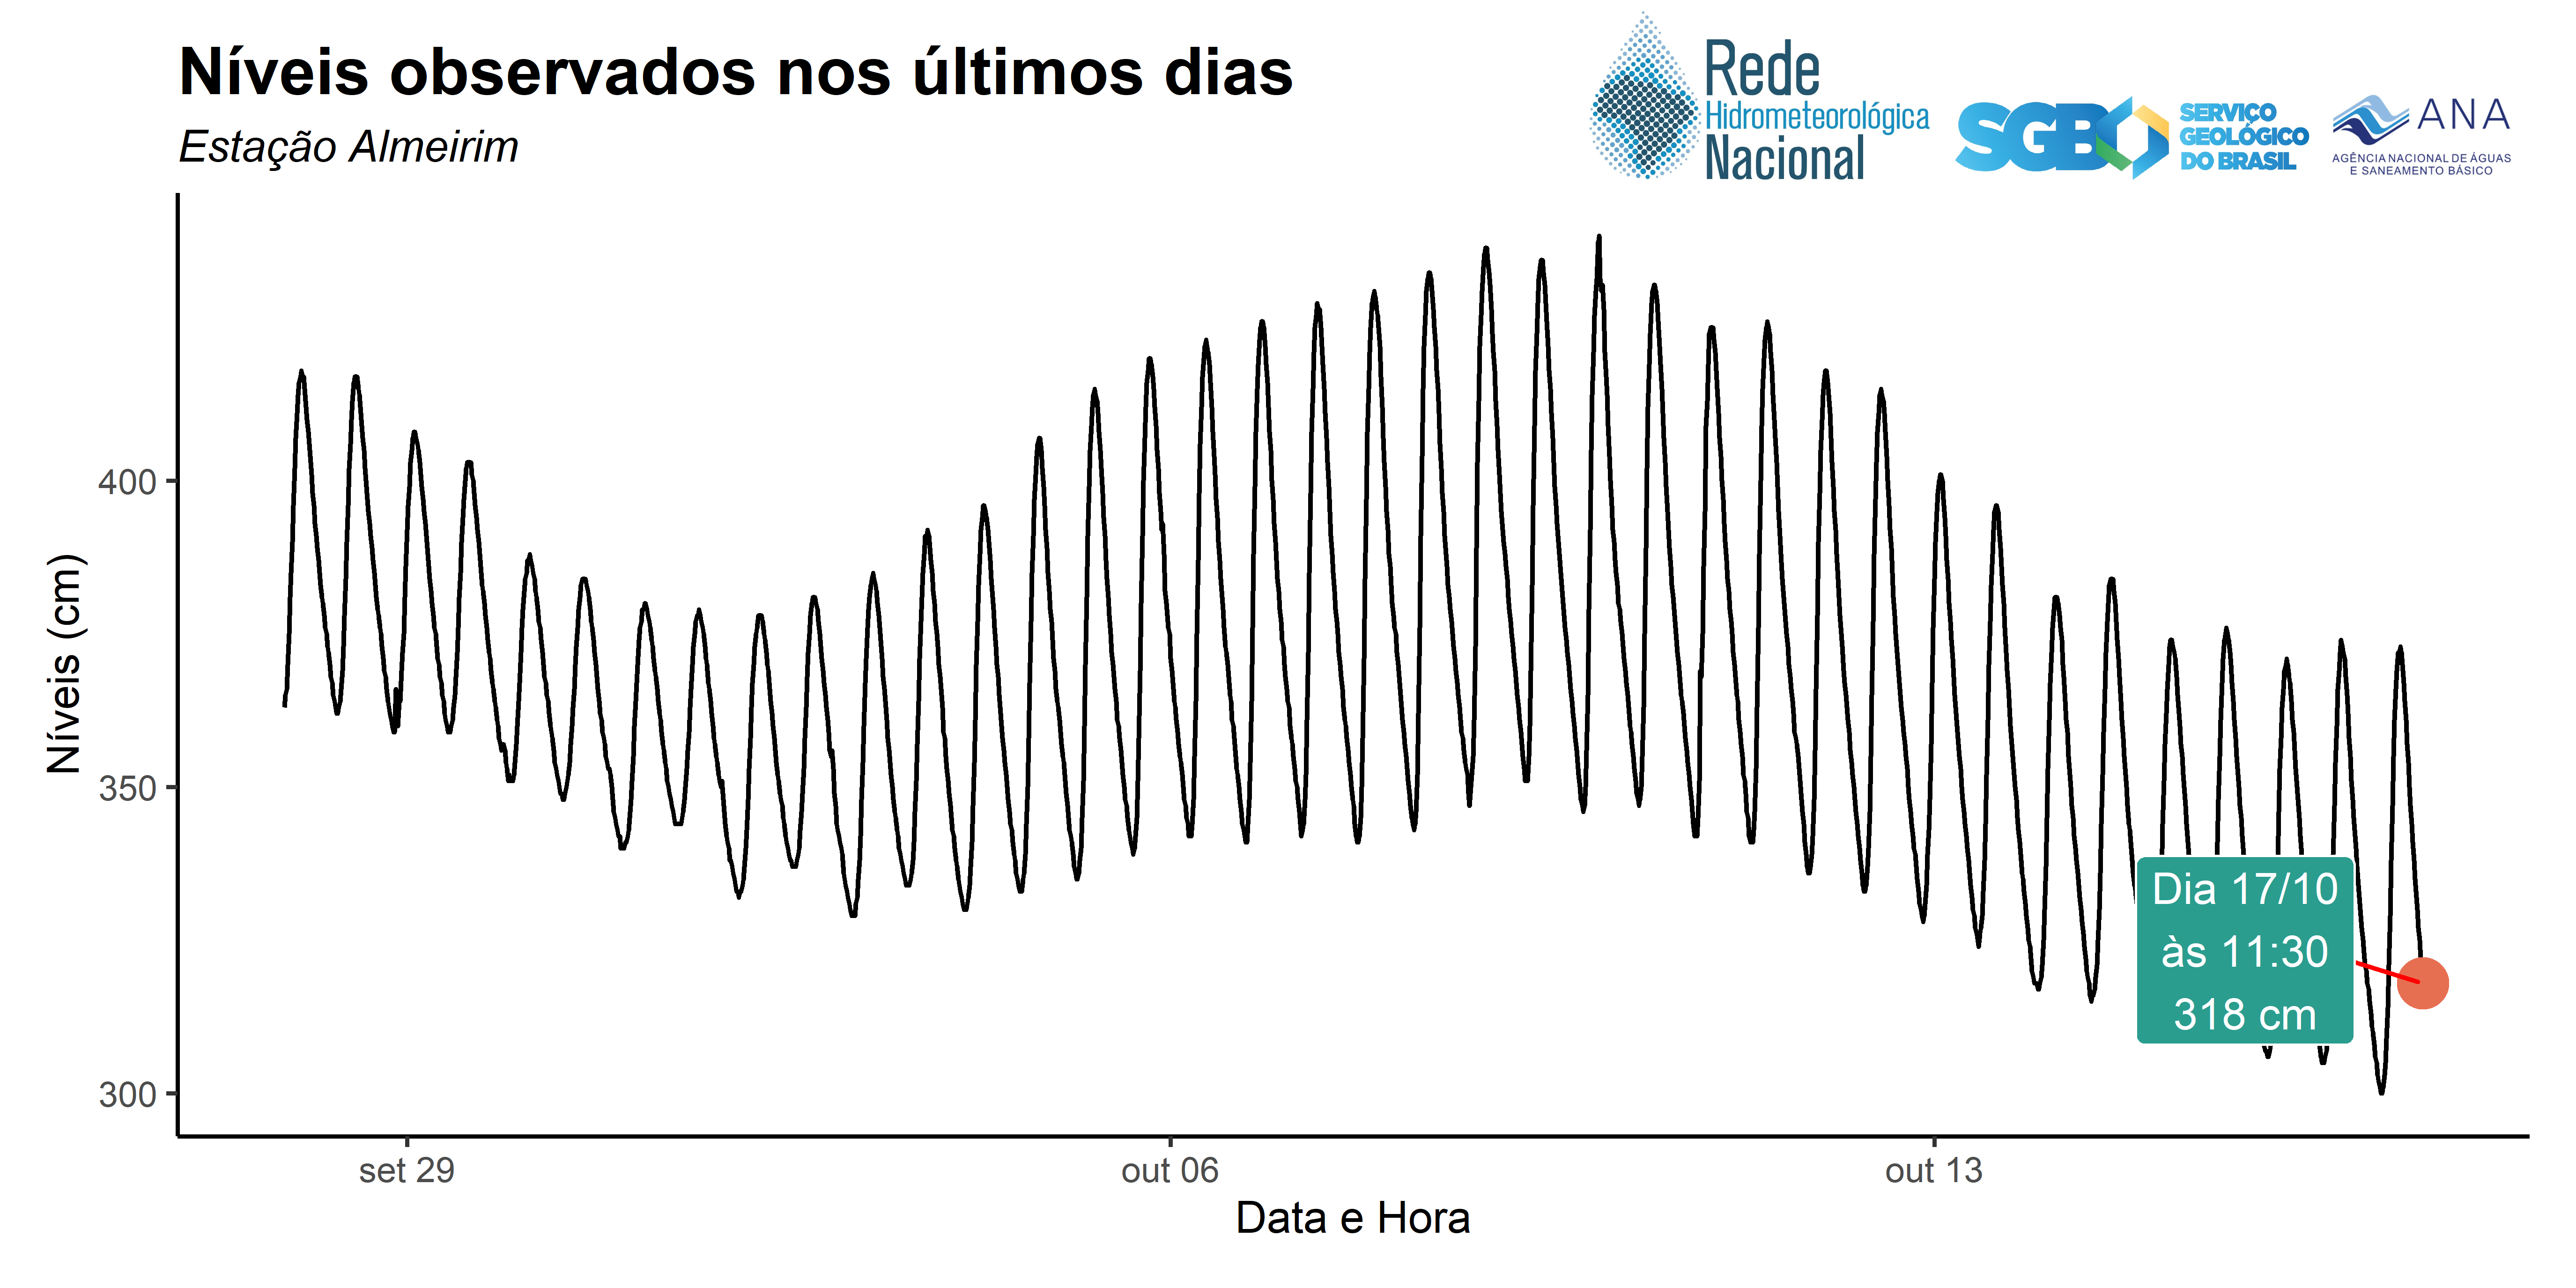 Níveis observados nos últimos dias
Estação Almeirim
Rede
Hidrometeorológica
Nacional
SGB
SERVIÇO
GEOLÓGICO
DO BRASIL
ANA
AGÊNCIA NACIONAL DE ÁGUAS
E SANEAMENTO BÁSICO
Níveis (cm)
400
350
300
Dia 17/10
às 11:30
318 cm
set 29
out 06
out 13
Data e Hora